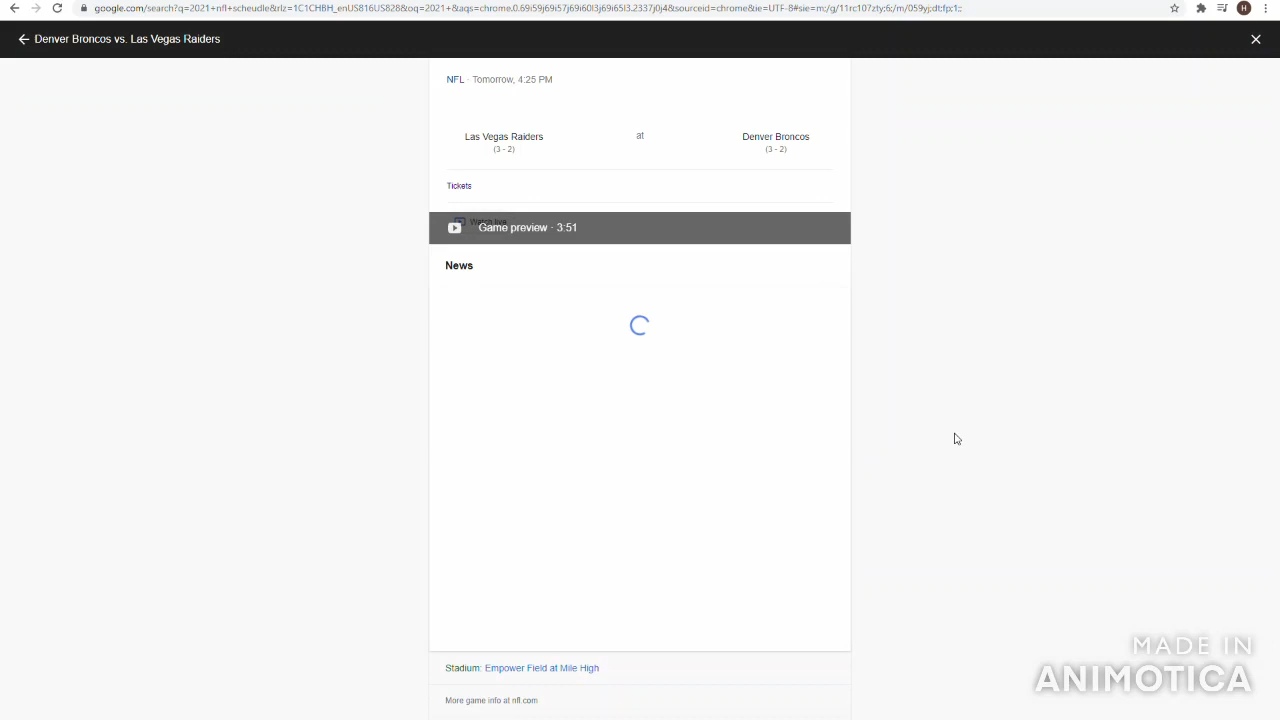 google.com/search?q=2021+nfl+scheudle&rlz=1C1CHBH_enUS816US828&oq=2021+&aqs=chrome.0.69i59j69i57j69i60l3j69i65l3.2337j0j4&sourceid=chrome&ie=UTF-8#sie=m;/g/11rc107zty;6;/m/059yj;dt;fp;1;;
H
Denver Broncos vs. Las Vegas Raiders
NFL · Tomorrow, 4:25 PM
Las Vegas Raiders at Denver Broncos
(3 - 2) (3 - 2)
Tickets
Watch live
Game preview · 3:51
News
Stadium: Empower Field at Mile High
More game info at nfl.com
MADE IN
ANIMOTICA